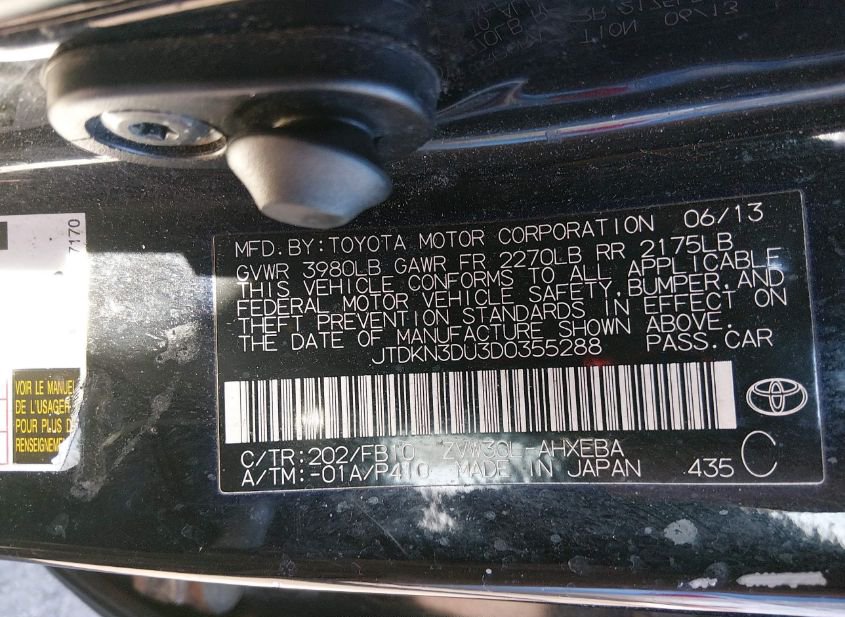 7170
VOIR LE MANUEL
DE L'USAGER
POUR PLUS D
RENSEIGNEME
MFD. BY: TOYOTA MOTOR CORPORATION 06/13
GVWR 3980LB GAWR FR 2270LB RR 2175LB
THIS VEHICLE CONFORMS TO ALL APPLICABLE
FEDERAL MOTOR VEHICLE SAFETY, BUMPER, AND
THEFT PREVENTION STANDARDS IN EFFECT ON
THE DATE OF MANUFACTURE SHOWN ABOVE.
JTDKN3DU3D0355288 PASS. CAR
C/TR: 202/FB10 ZVW30L-AHXEBA
A/TM: -01A/P410 MADE IN JAPAN 435 C